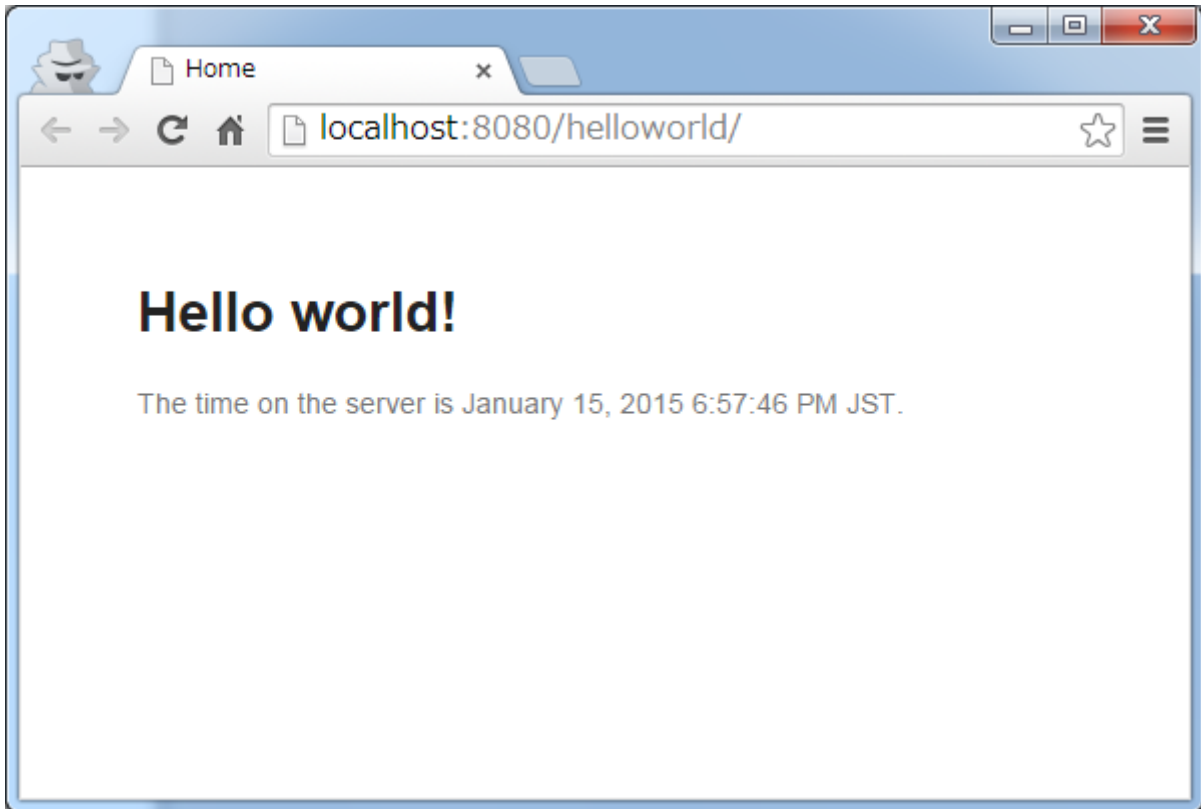 Home
localhost:8080/helloworld/
Hello world!
The time on the server is January 15, 2015 6:57:46 PM JST.